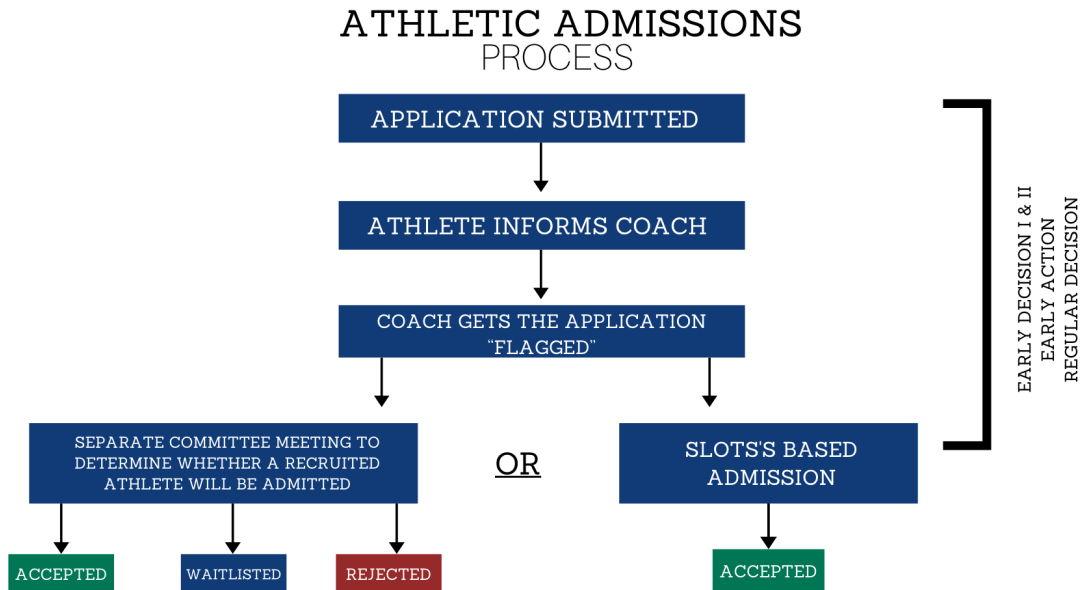 ATHLETIC ADMISSIONS
PROCESS
APPLICATION SUBMITTED
ATHLETE INFORMS COACH
COACH GETS THE APPLICATION
“FLAGGED”
SEPARATE COMMITTEE MEETING TO
DETERMINE WHETHER A RECRUITED
ATHLETE WILL BE ADMITTED
OR
SLOTS'S BASED
ADMISSION
ACCEPTED
WAITLISTED
REJECTED
ACCEPTED
EARLY DECISION I & II
EARLY ACTION
REGULAR DECISION